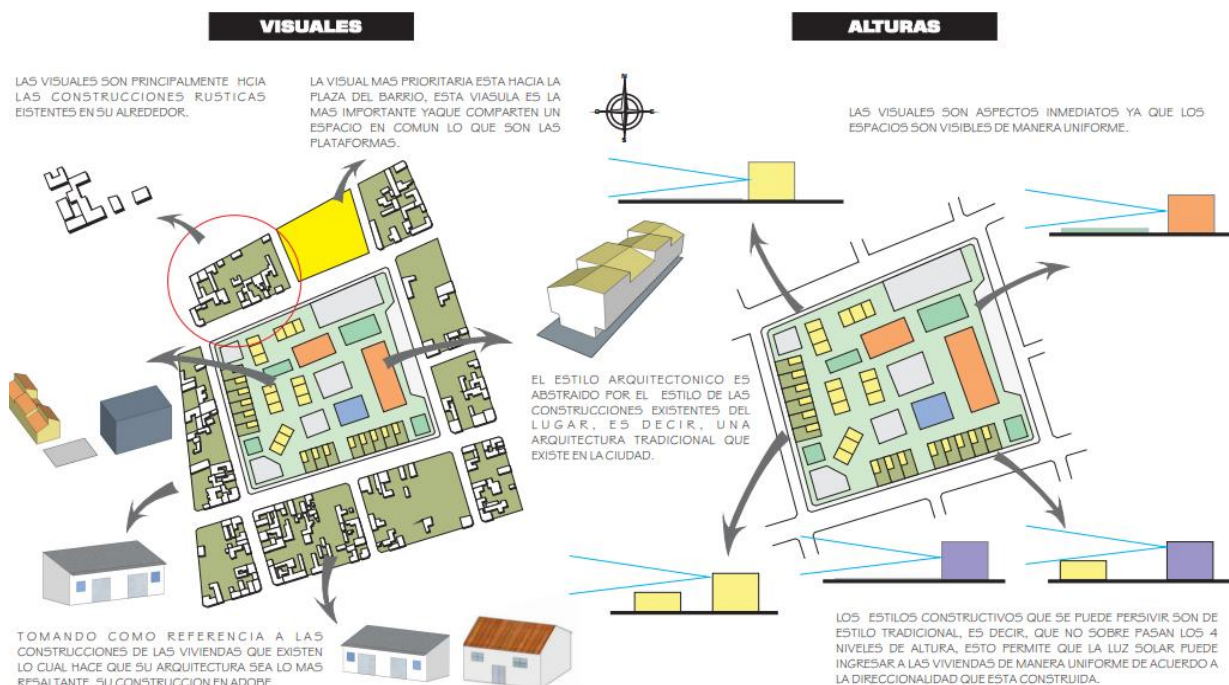 VISUALES
LAS VISUALES SON PRINCIPALMENTE HCIA
LAS CONSTRUCCIONES RUSTICAS
EISTENTES EN SU ALREDEDOR.
LA VISUAL MAS PRIORITARIA ESTA HACIA LA
PLAZA DEL BARRIO, ESTA VIASULA ES LA
MAS IMPORTANTE YAQUE COMPARTEN UN
ESPACIO EN COMUN LO QUE SON LAS
PLATAFORMAS.
EL ESTILO ARQUITECTONICO ES
ABSTRAIDO POR EL ESTILO DE LAS
CONSTRUCCIONES EXISTENTES DEL
LUGAR, ES DECIR, UNA
ARQUITECTURA TRADICIONAL QUE
EXISTE EN LA CIUDAD.
TOMANDO COMO REFERENCIA A LAS
CONSTRUCCIONES DE LAS VIVIENDAS QUE EXISTEN
LO CUAL HACE QUE SU ARQUITECTURA SEA LO MAS
RESALTANTE, SU CONSTRUCCION EN ADOBE
ALTURAS
N
LAS VISUALES SON ASPECTOS INMEDIATOS YA QUE LOS
ESPACIOS SON VISIBLES DE MANERA UNIFORME.
LOS ESTILOS CONSTRUCTIVOS QUE SE PUEDE PERSIVIR SON DE
ESTILO TRADICIONAL, ES DECIR, QUE NO SOBRE PASAN LOS 4
NIVELES DE ALTURA, ESTO PERMITE QUE LA LUZ SOLAR PUEDE
INGRESAR A LAS VIVIENDAS DE MANERA UNIFORME DE ACUERDO A
LA DIRECCIONALIDAD QUE ESTA CONSTRUIDA.